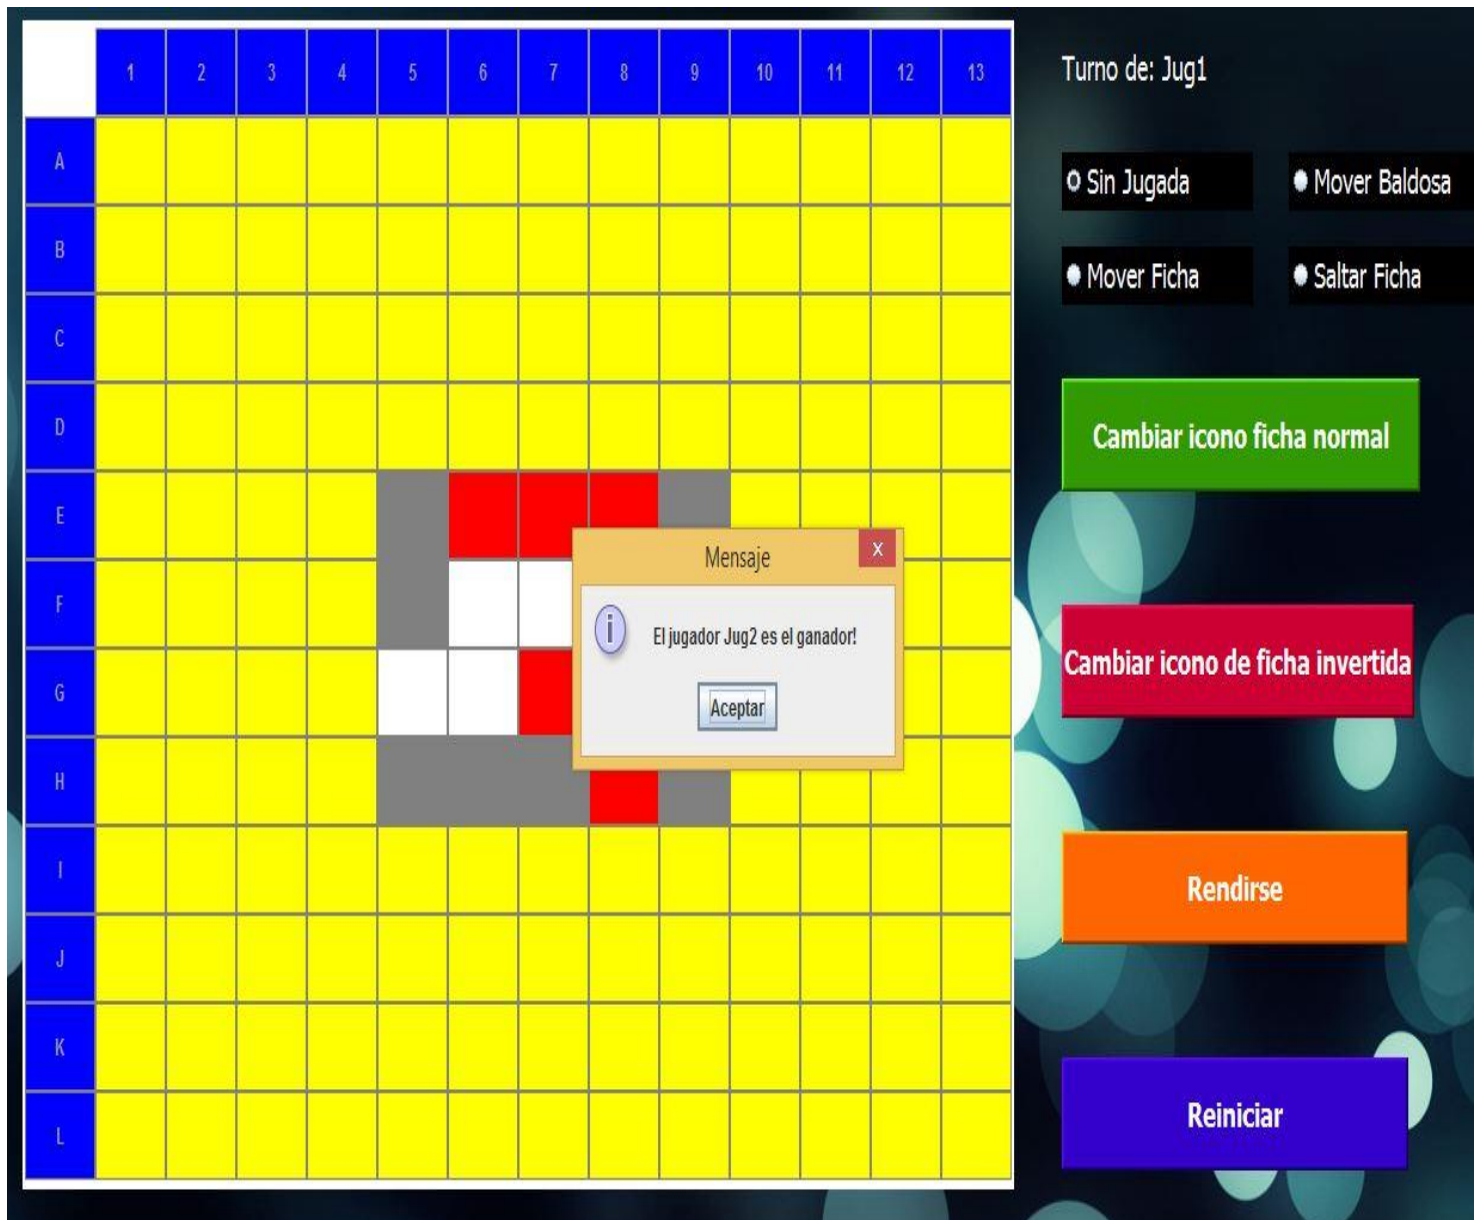 1 2 3 4 5 6 7 8 9 10 11 12 13
Turno de: Jug1
A
Sin Jugada
Mover Baldosa
B
Mover Ficha
Saltar Ficha
C
D
Cambiar icono ficha normal
E
Mensaje
X
F
El jugador Jug2 es el ganador!
Cambiar icono de ficha invertida
G
Aceptar
H
I
Rendirse
J
K
Reiniciar
L